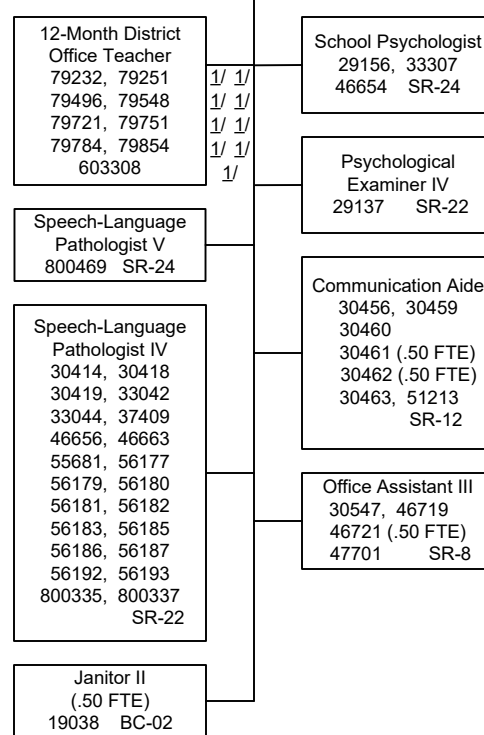 12-Month District
Office Teacher
79232, 79251 1/ 1/
79496, 79548 1/ 1/
79721, 79751 1/ 1/
79784, 79854 1/ 1/
603308 1/
Speech-Language
Pathologist V
800469 SR-24
Speech-Language
Pathologist IV
30414, 30418
30419, 33042
33044, 37409
46656, 46663
55681, 56177
56179, 56180
56181, 56182
56183, 56185
56186, 56187
56192, 56193
800335, 800337
SR-22
Janitor II
(.50 FTE)
19038 BC-02
School Psychologist
29156, 33307
46654 SR-24
Psychological
Examiner IV
29137 SR-22
Communication Aide
30456, 30459
30460
30461 (.50 FTE)
30462 (.50 FTE)
30463, 51213
SR-12
Office Assistant III
30547, 46719
46721 (.50 FTE)
47701 SR-8